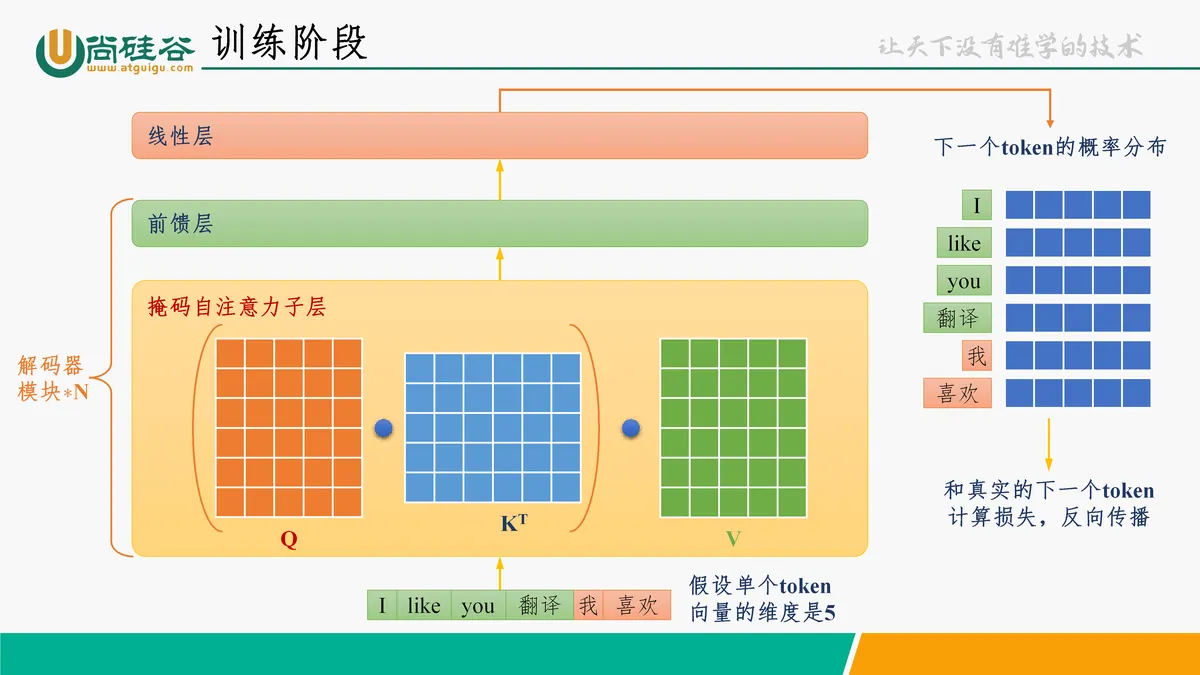 尚硅谷
www.atguigu.com
训练阶段
让天下没有难学的技术
线性层
前馈层
掩码自注意力子层
解码器
模块*N
Q
Kᵀ
V
I like you 翻译 我 喜欢
假设单个token
向量的维度是5
下一个token的概率分布
I
like
you
翻译
我
喜欢
和真实的下一个token
计算损失，反向传播